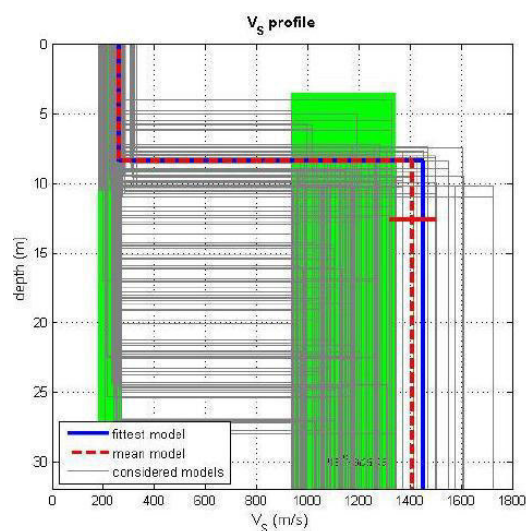 V_S profile
0
5
10
15
20
25
30
depth (m)
fittest model
mean model
considered models
0 200 400 600 800 1000 1200 1400 1600 1800
V_S (m/s)